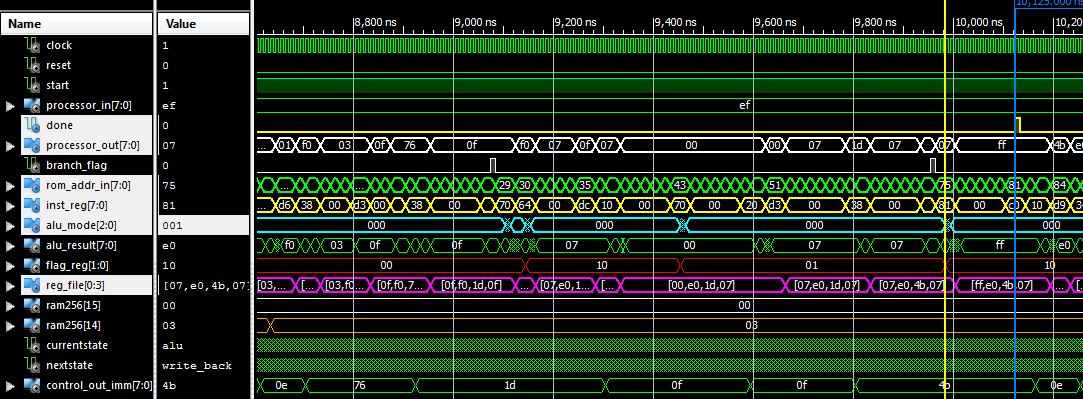 10,125.000 ns
Name Value 8,800 ns 9,000 ns 9,200 ns 9,400 ns 9,600 ns 9,800 ns 10,000 ns 10,200
clock 1
reset 0
start 1
processor_in[7:0] ef ef
done 0
processor_out[7:0] 07 ... 01 f0 03 0f 76 0f f0 07 0f 07 00 00 07 1d 07 07 ff 4b e0
branch_flag 0
rom_addr_in[7:0] 75 ... ... 29 30 35 43 51 75 81 84
inst_reg[7:0] 81 ... d6 38 00 d3 00 38 00 00 70 64 00 dc 10 00 70 00 20 d3 00 38 00 81 00 c0 10 d9
alu_mode[2:0] 001 000 000 000 000
alu_result[7:0] e0 f0 03 0f 0f 07 00 07 07 ff e0
flag_reg[1:0] 10 00 10 01 10
reg_file[0:3] [07,e0,4b,07] [03,... [... [03,f0... [0f,f0,7... [0f,f0,1d,0f] ... [07,e0,1... [... [00,e0,1d,07] [07,e0,1d,07] [07,e0,4b,07] [ff,e0,4b,07]
ram256[15] 00 00
ram256[14] 03 03
currentstate alu
nextstate write_back
control_out_imm[7:0] 4b 0e 76 1d 0f 0f 4b 0e